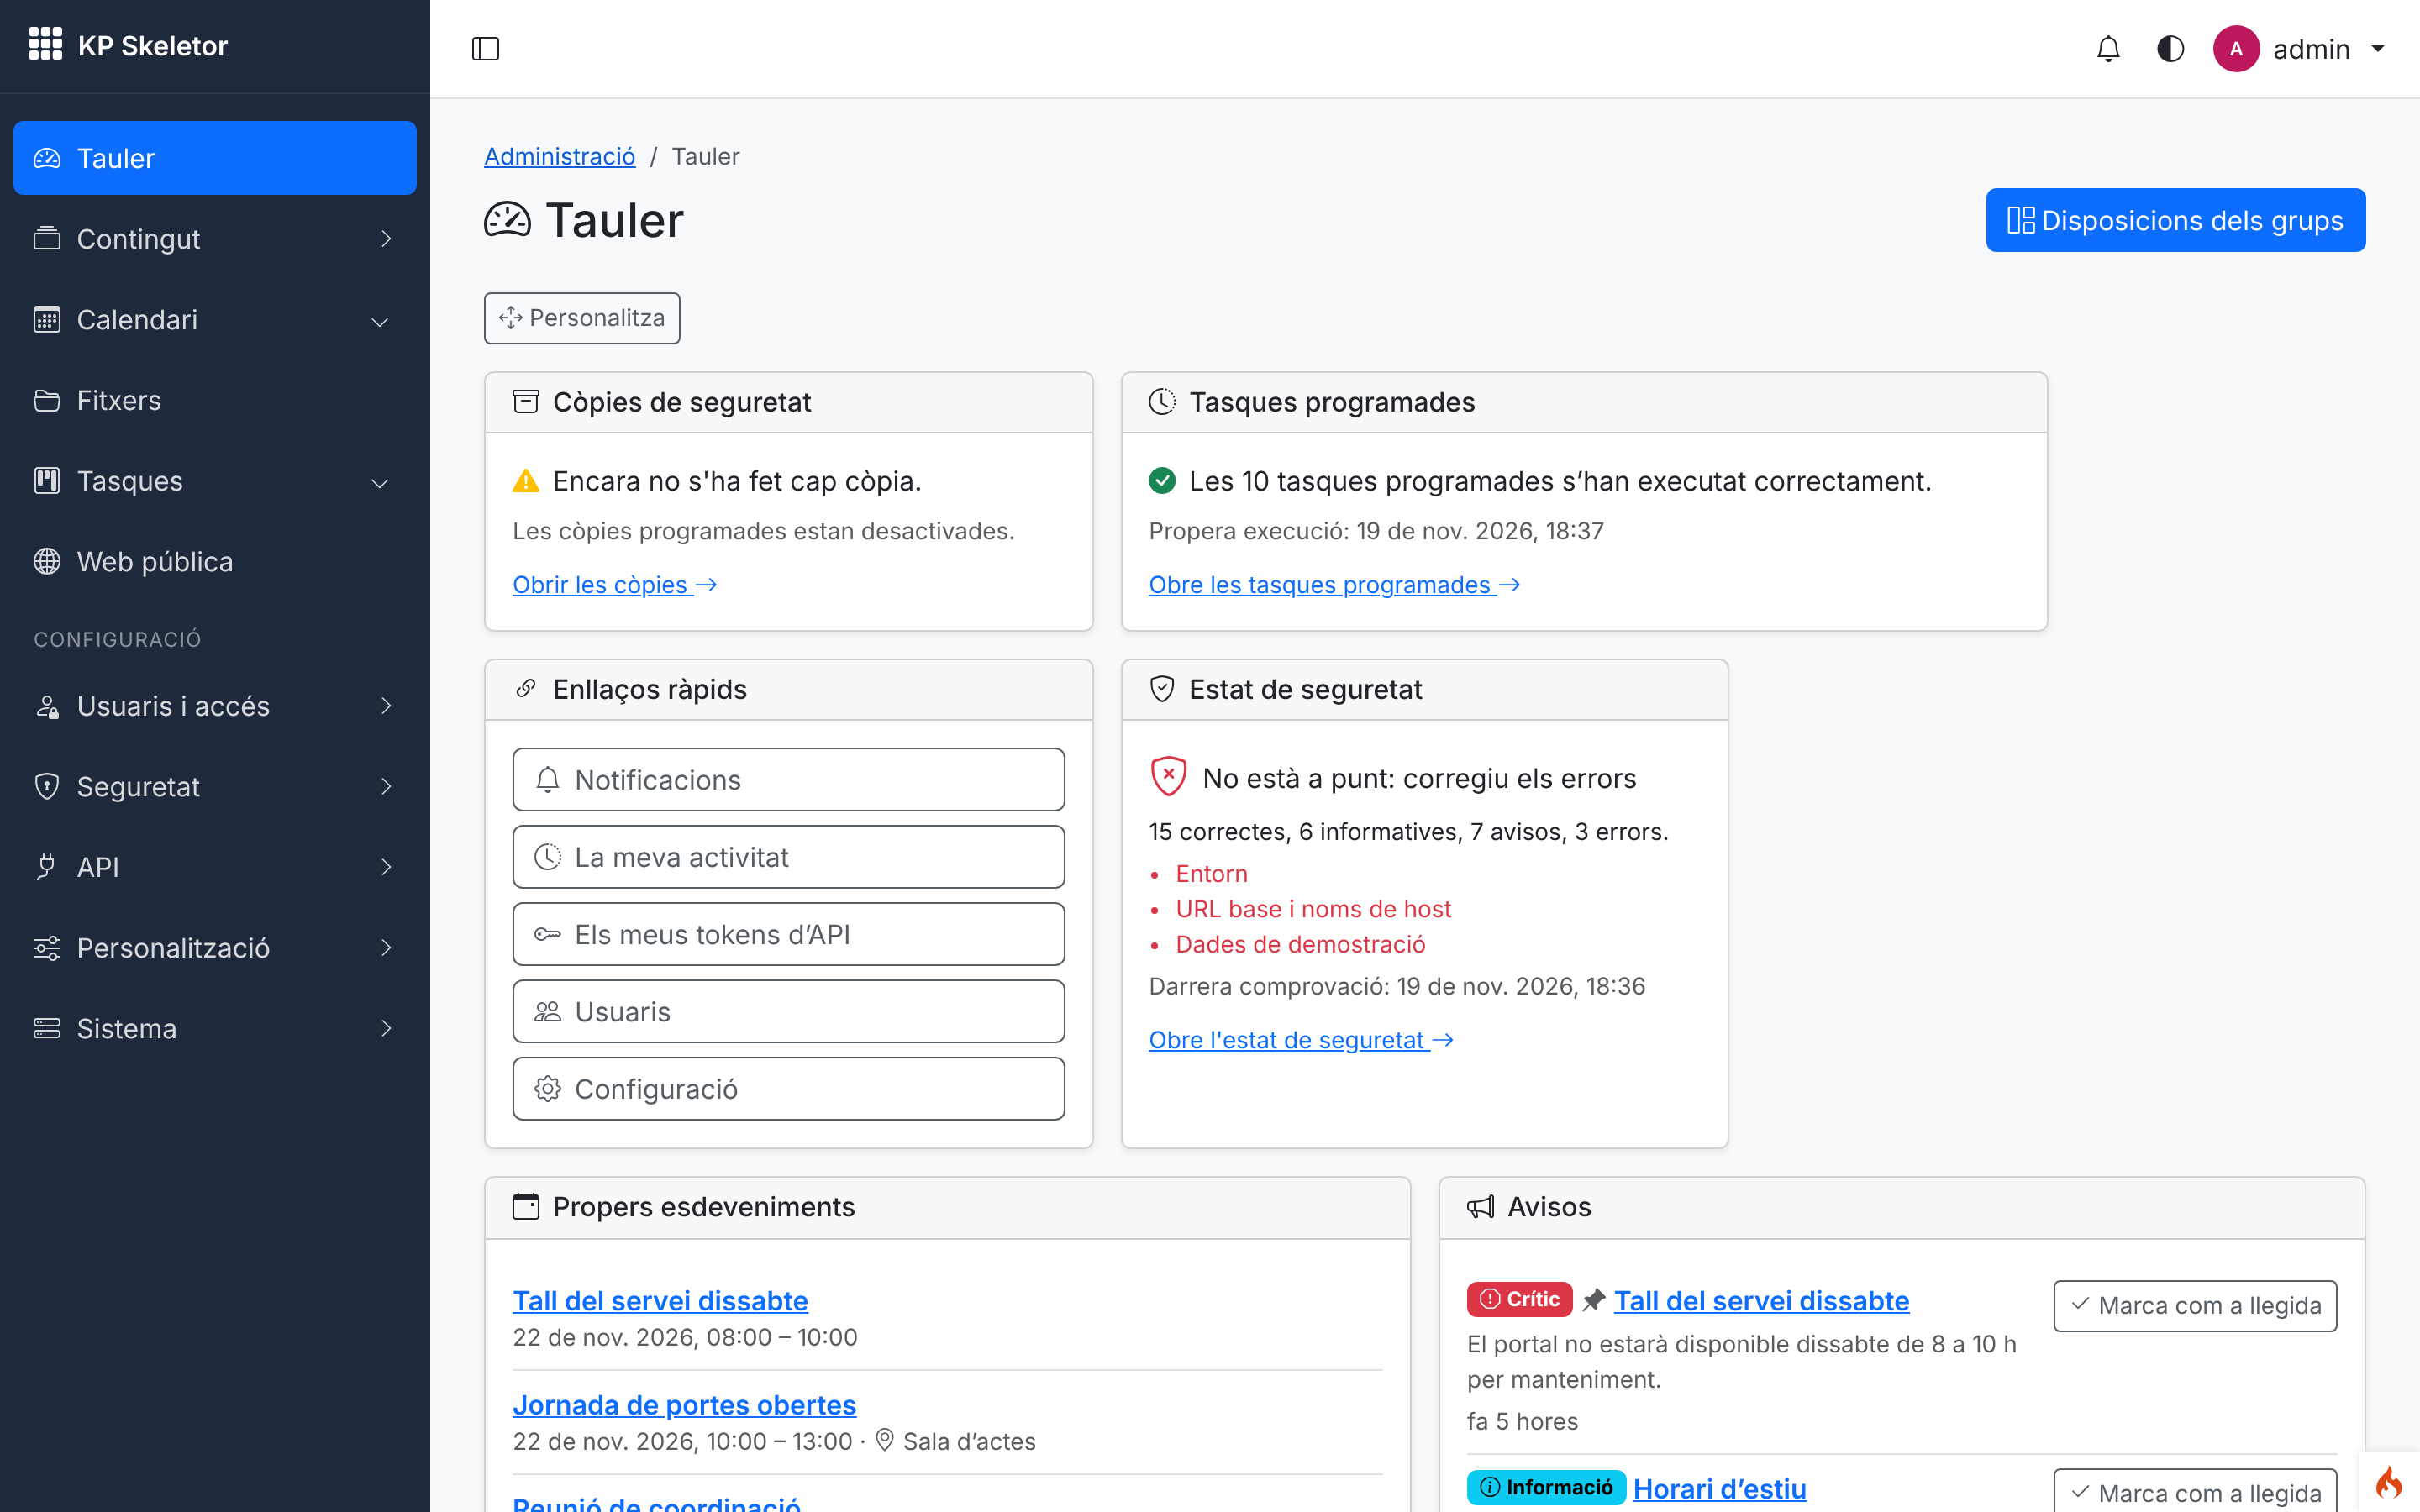 KP Skeletor
Tauler
Contingut
Calendari
Fitxers
Tasques
Web pública
CONFIGURACIÓ
Usuaris i accés
Seguretat
API
Personalització
Sistema
A admin
Administració / Tauler
Tauler
Disposicions dels grups
Personalitza
Còpies de seguretat
Encara no s'ha fet cap còpia.
Les còpies programades estan desactivades.
Obrir les còpies →
Tasques programades
Les 10 tasques programades s’han executat correctament.
Propera execució: 19 de nov. 2026, 18:37
Obre les tasques programades →
Enllaços ràpids
Notificacions
La meva activitat
Els meus tokens d’API
Usuaris
Configuració
Estat de seguretat
No està a punt: corregiu els errors
15 correctes, 6 informatives, 7 avisos, 3 errors.
• Entorn
• URL base i noms de host
• Dades de demostració
Darrera comprovació: 19 de nov. 2026, 18:36
Obre l'estat de seguretat →
Propers esdeveniments
Tall del servei dissabte
22 de nov. 2026, 08:00 – 10:00
Jornada de portes obertes
22 de nov. 2026, 10:00 – 13:00 · Sala d’actes
Reunió de coordinació
Avisos
Crític Tall del servei dissabte
Marca com a llegida
El portal no estarà disponible dissabte de 8 a 10 h
per manteniment.
fa 5 hores
Informació Horari d’estiu
Marca com a llegida